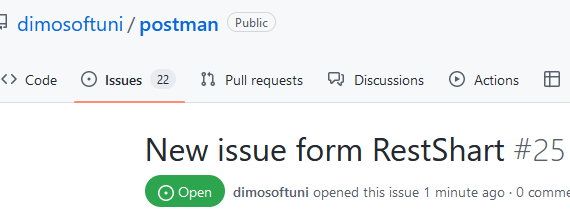 dimosoftuni / postman Public
Code Issues 22 Pull requests Discussions Actions
New issue form RestShart #25
Open dimosoftuni opened this issue 1 minute ago · 0